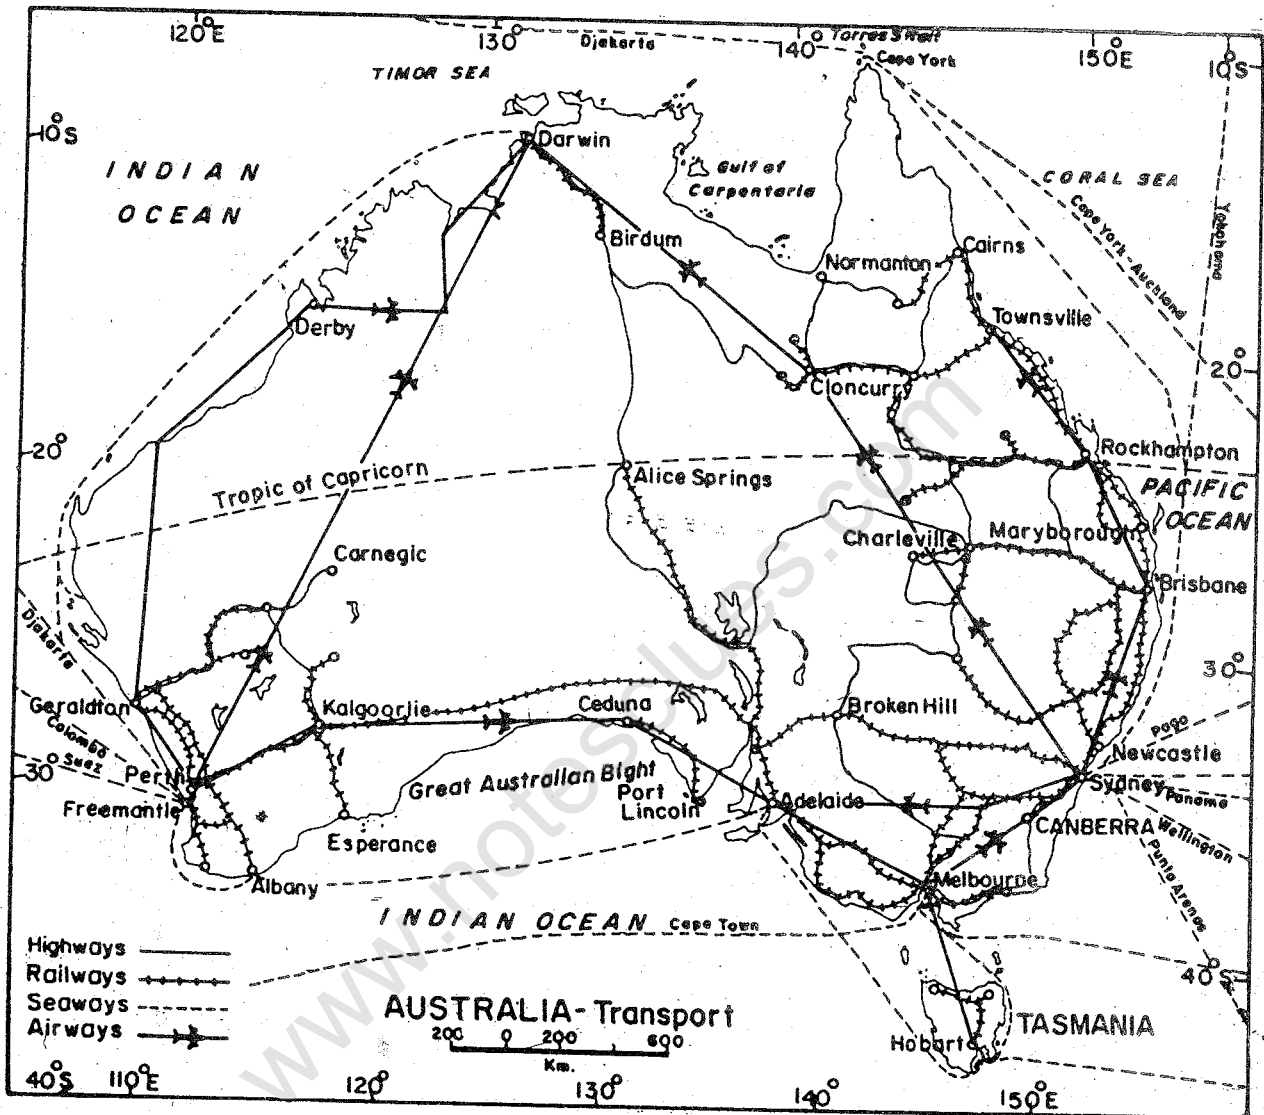 120°E
130°
Djakarta
140°
Torres Strait
Cape York
150°E
10°S
TIMOR SEA
10°S
Darwin
INDIAN
OCEAN
Gulf of
Carpentaria
CORAL SEA
Cape York - Auckland
Yokohama
Birdum
Normanton
Cairns
Derby
Townsville
20°
Cloncurry
20°
Tropic of Capricorn
Alice Springs
Rockhampton
PACIFIC
OCEAN
Charleville
Maryborough
Carnegic
Brisbane
Djakarta
30°
Geraldton
Kalgoorlie
Ceduna
Broken Hill
Colombo
Suez
Pago
Newcastle
30°
Perth
Great Australian Bight
Sydney
Panama
Freemantle
Port
Lincoln
Adelaide
CANBERRA
Wellington
Esperance
Punta Arenas
Albany
Melbourne
INDIAN OCEAN
Cape Town
Highways
Railways
Seaways
Airways
40°S
AUSTRALIA- Transport
200 0 200 600
Km.
TASMANIA
Hobart
40°S
110°E
120°
130°
140°
150°E
www.notesclues.com